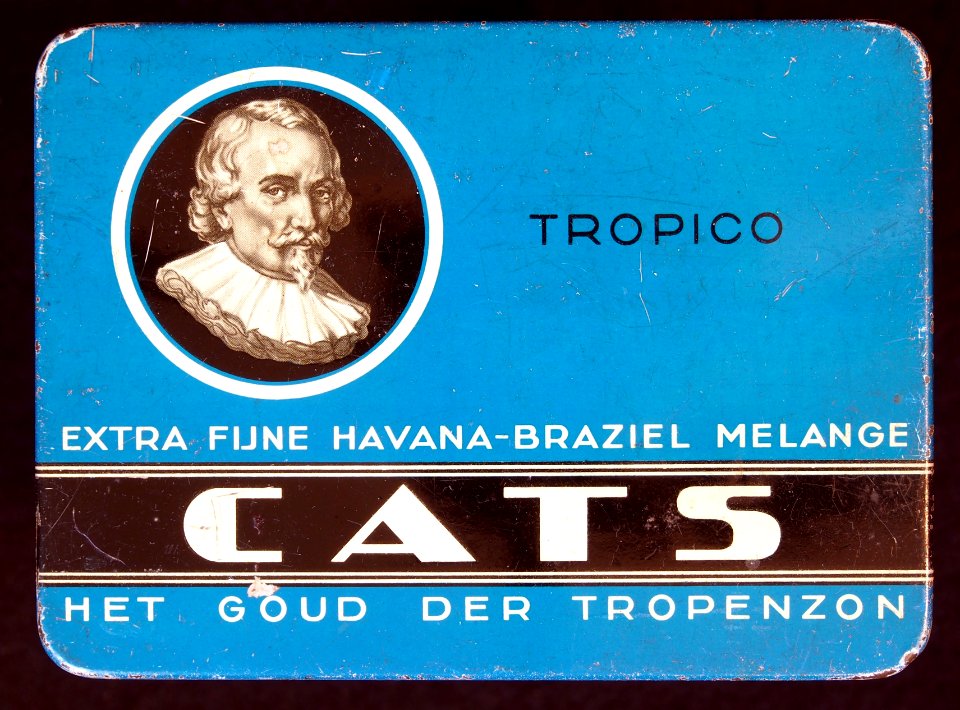 TROPICO
EXTRA FIJNE HAVANA-BRAZIEL MELANGE
CATS
HET GOUD DER TROPENZON